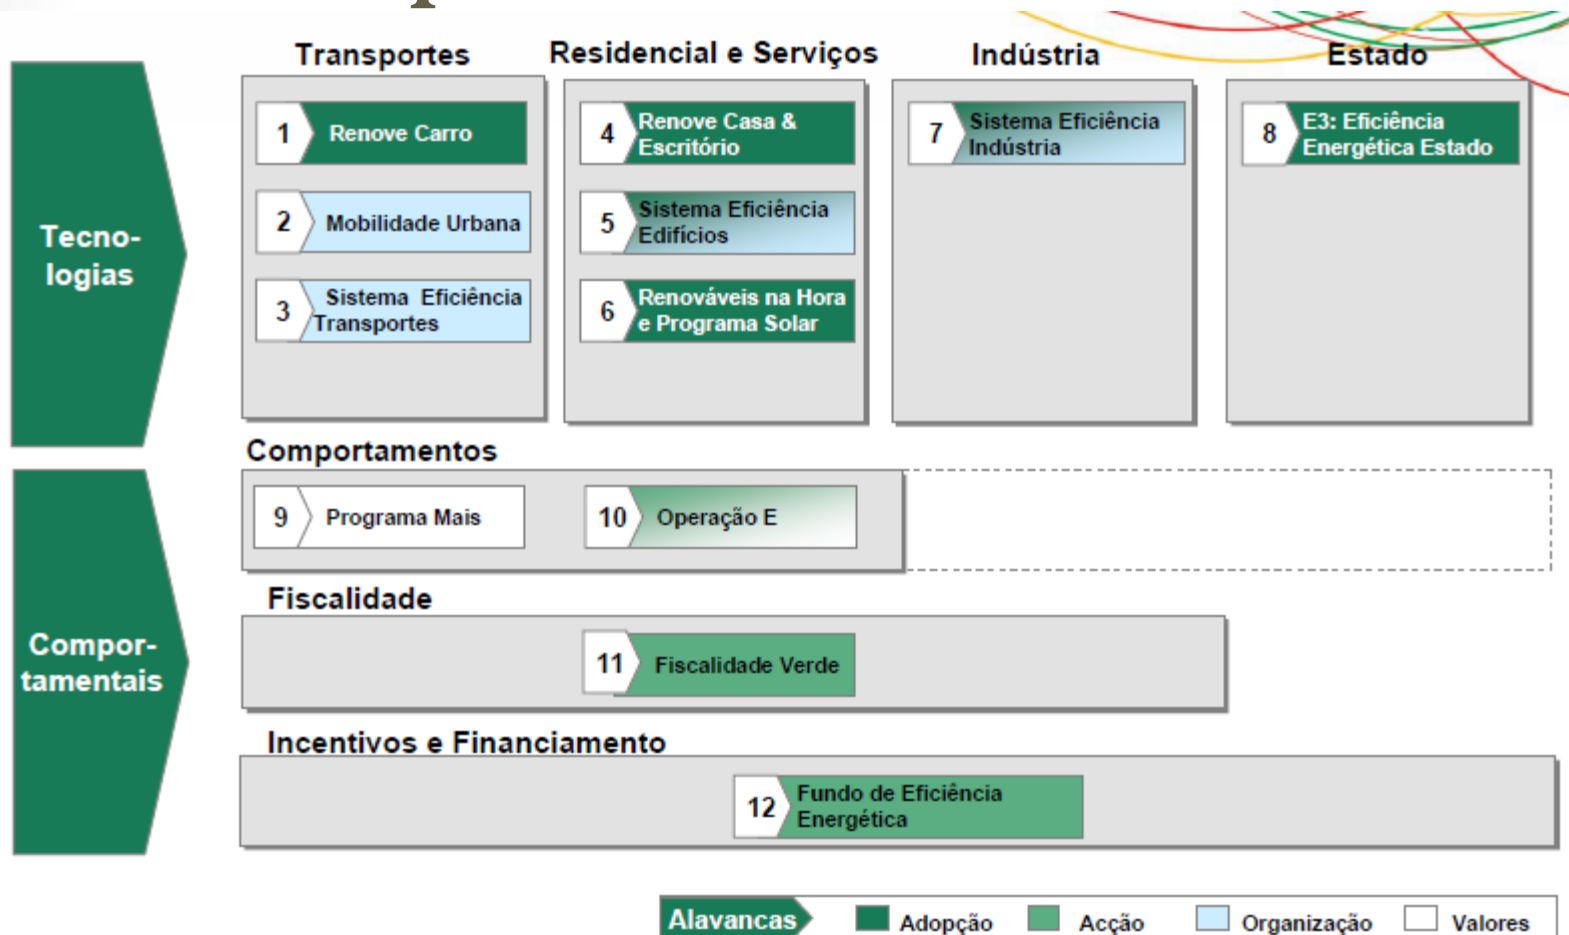 Transportes
Residencial e Serviços
Indústria
Estado
Tecno-
logias
1 Renove Carro
2 Mobilidade Urbana
3 Sistema Eficiência
Transportes
4 Renove Casa &
Escritório
5 Sistema Eficiência
Edifícios
6 Renováveis na Hora
e Programa Solar
7 Sistema Eficiência
Indústria
8 E3: Eficiência
Energética Estado
Compor-
tamentais
Comportamentos
9 Programa Mais
10 Operação E
Fiscalidade
11 Fiscalidade Verde
Incentivos e Financiamento
12 Fundo de Eficiência
Energética
Alavancas Adopção Acção Organização Valores